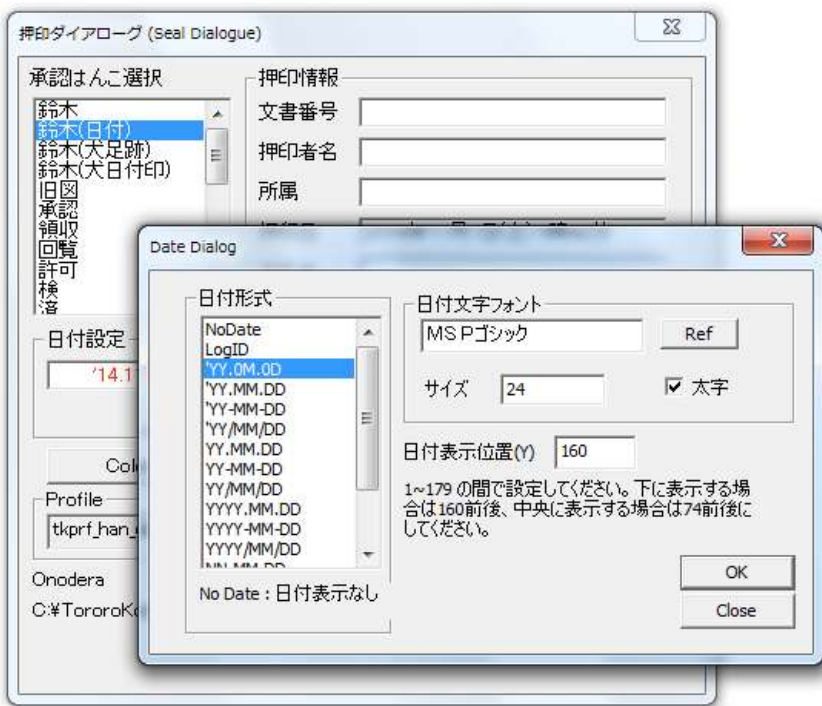 押印ダイアローグ (Seal Dialogue)
承認はんこ選択
鈴木
鈴木(日付)
鈴木(犬足跡)
鈴木(犬日付印)
旧図
承認
領収
回覧
許可
検
済
押印情報
文書番号
押印者名
所属
日付設定
'14.1
Col
Profile
tkprf_han_
Onodera
C:¥TororoKo
Date Dialog
日付形式
NoDate
LogID
'YY.0M.0D
'YY.MM.DD
'YY-MM-DD
'YY/MM/DD
YY.MM.DD
YY-MM-DD
YY/MM/DD
YYYY.MM.DD
YYYY-MM-DD
YYYY/MM/DD
No Date : 日付表示なし
日付文字フォント
ＭＳ Ｐゴシック
Ref
サイズ
24
太字
日付表示位置(Y)
160
1~179 の間で設定してください。下に表示する場
合は160前後、中央に表示する場合は74前後に
してください。
OK
Close